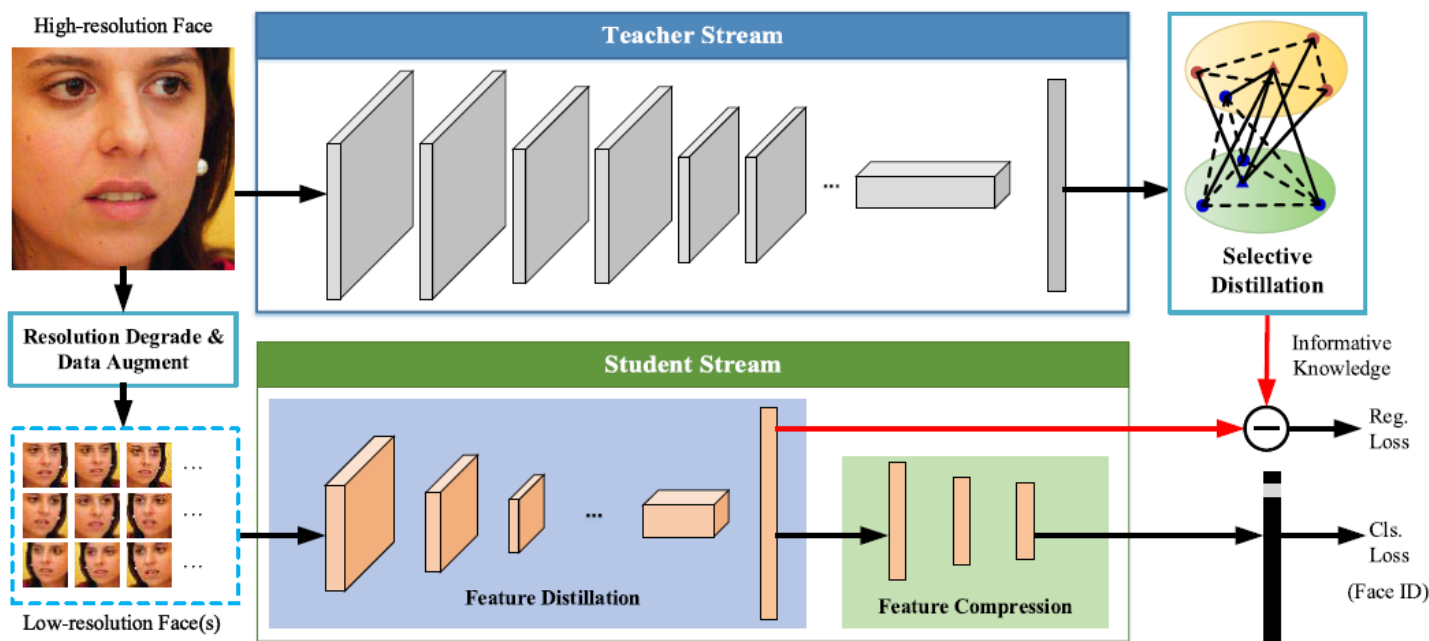 High-resolution Face
Teacher Stream
...
Selective
Distillation
Resolution Degrade &
Data Augment
Student Stream
Informative
Knowledge
Reg.
Loss
...
...
...
...
Cls.
Loss
(Face ID)
Feature Distillation
Feature Compression
Low-resolution Face(s)